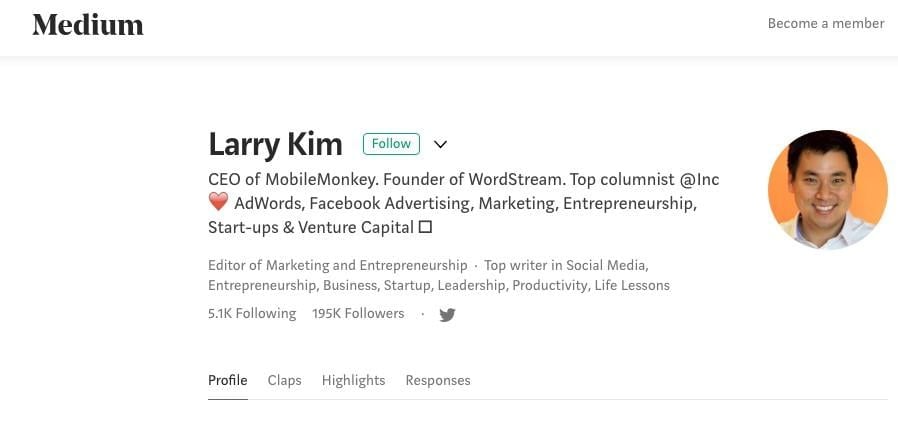 Medium
Become a member
Larry Kim
Follow
CEO of MobileMonkey. Founder of WordStream. Top columnist @Inc
❤️ AdWords, Facebook Advertising, Marketing, Entrepreneurship,
Start-ups & Venture Capital □
Editor of Marketing and Entrepreneurship · Top writer in Social Media,
Entrepreneurship, Business, Startup, Leadership, Productivity, Life Lessons
5.1K Following 195K Followers ·
Profile Claps Highlights Responses